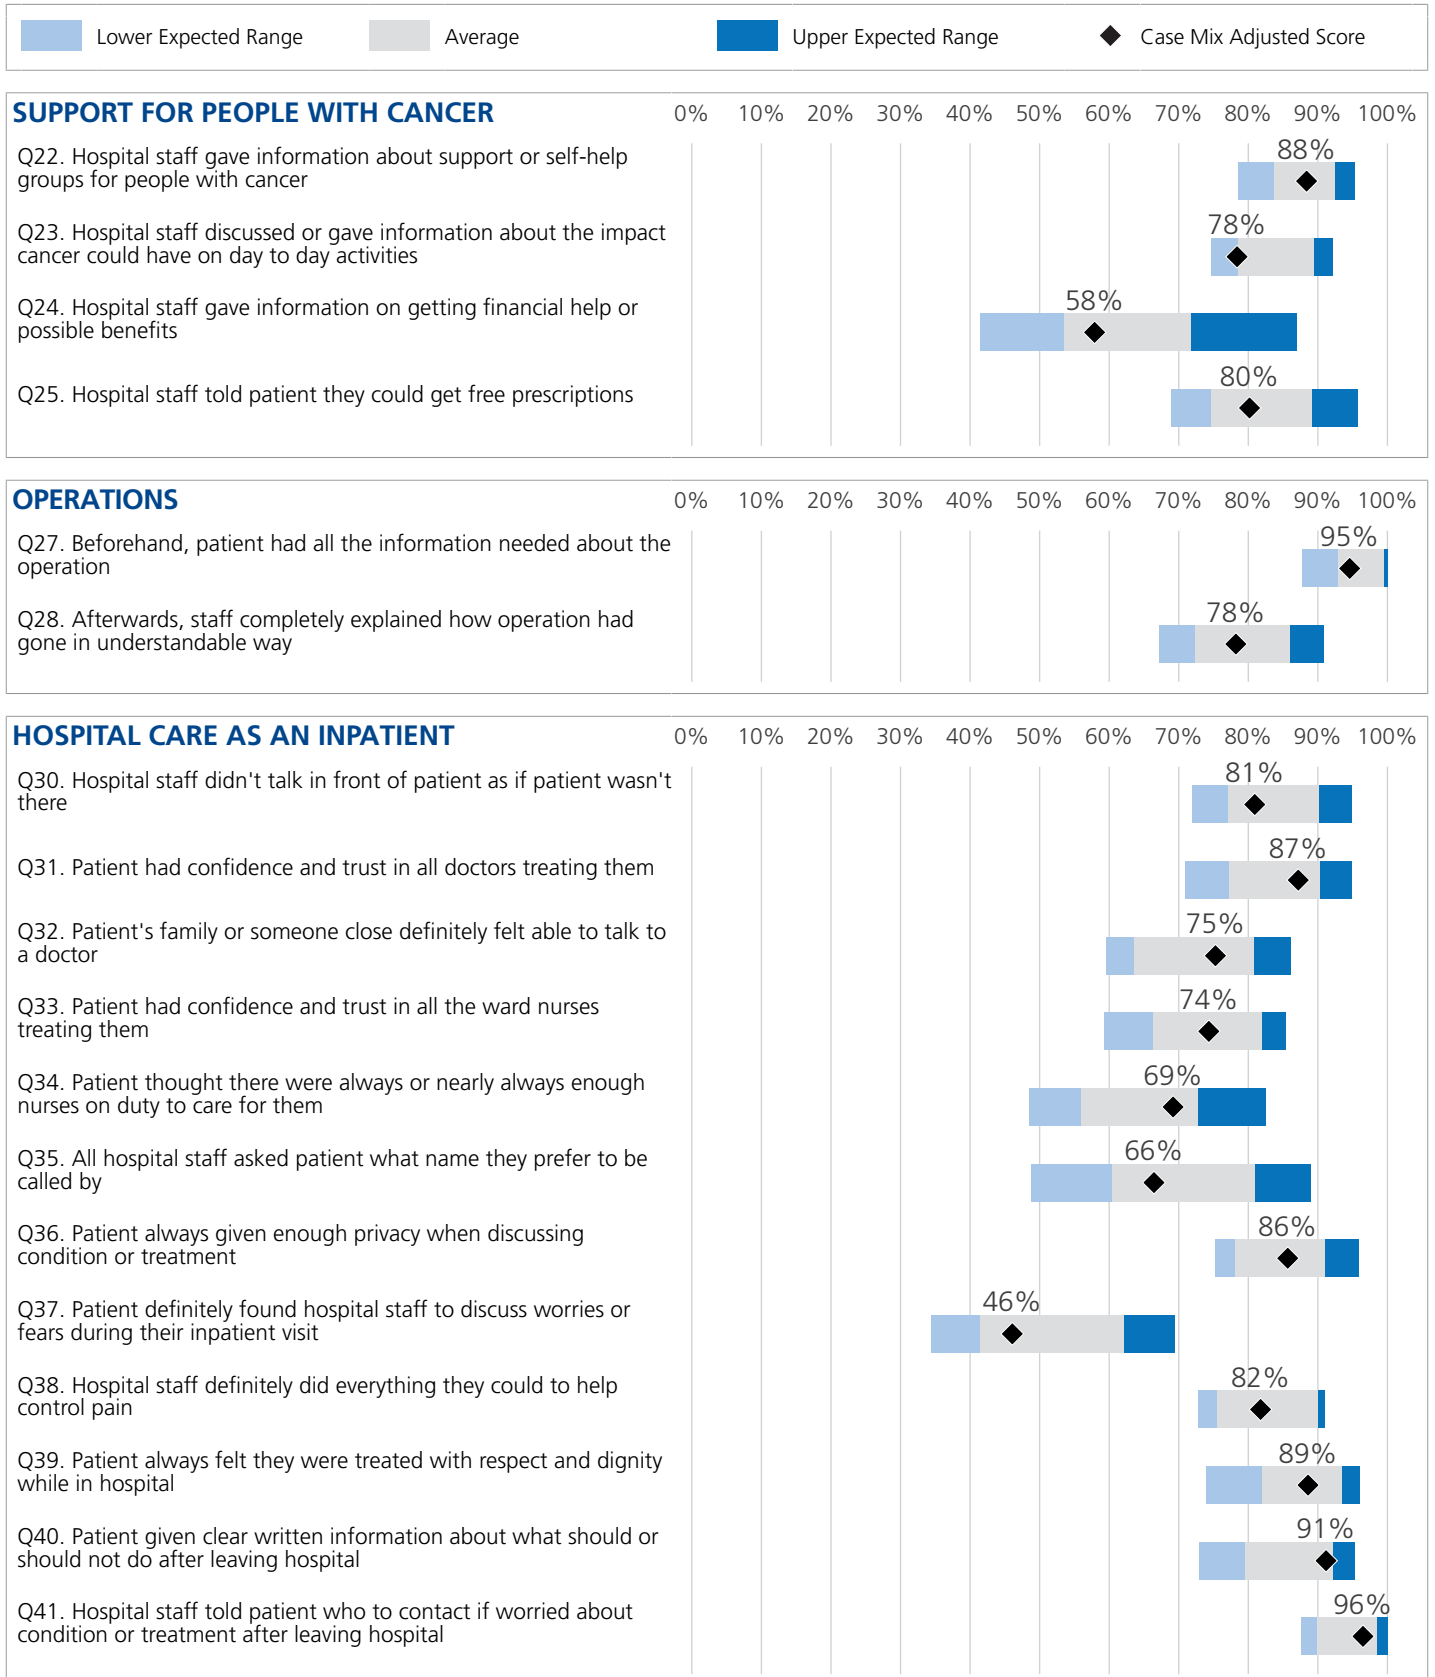 Lower Expected Range Average Upper Expected Range Case Mix Adjusted Score
SUPPORT FOR PEOPLE WITH CANCER 0% 10% 20% 30% 40% 50% 60% 70% 80% 90% 100%
Q22. Hospital staff gave information about support or self-help
groups for people with cancer
88%
Q23. Hospital staff discussed or gave information about the impact
cancer could have on day to day activities
78%
Q24. Hospital staff gave information on getting financial help or
possible benefits
58%
Q25. Hospital staff told patient they could get free prescriptions
80%
OPERATIONS 0% 10% 20% 30% 40% 50% 60% 70% 80% 90% 100%
Q27. Beforehand, patient had all the information needed about the
operation
95%
Q28. Afterwards, staff completely explained how operation had
gone in understandable way
78%
HOSPITAL CARE AS AN INPATIENT 0% 10% 20% 30% 40% 50% 60% 70% 80% 90% 100%
Q30. Hospital staff didn't talk in front of patient as if patient wasn't
there
81%
Q31. Patient had confidence and trust in all doctors treating them
87%
Q32. Patient's family or someone close definitely felt able to talk to
a doctor
75%
Q33. Patient had confidence and trust in all the ward nurses
treating them
74%
Q34. Patient thought there were always or nearly always enough
nurses on duty to care for them
69%
Q35. All hospital staff asked patient what name they prefer to be
called by
66%
Q36. Patient always given enough privacy when discussing
condition or treatment
86%
Q37. Patient definitely found hospital staff to discuss worries or
fears during their inpatient visit
46%
Q38. Hospital staff definitely did everything they could to help
control pain
82%
Q39. Patient always felt they were treated with respect and dignity
while in hospital
89%
Q40. Patient given clear written information about what should or
should not do after leaving hospital
91%
Q41. Hospital staff told patient who to contact if worried about
condition or treatment after leaving hospital
96%